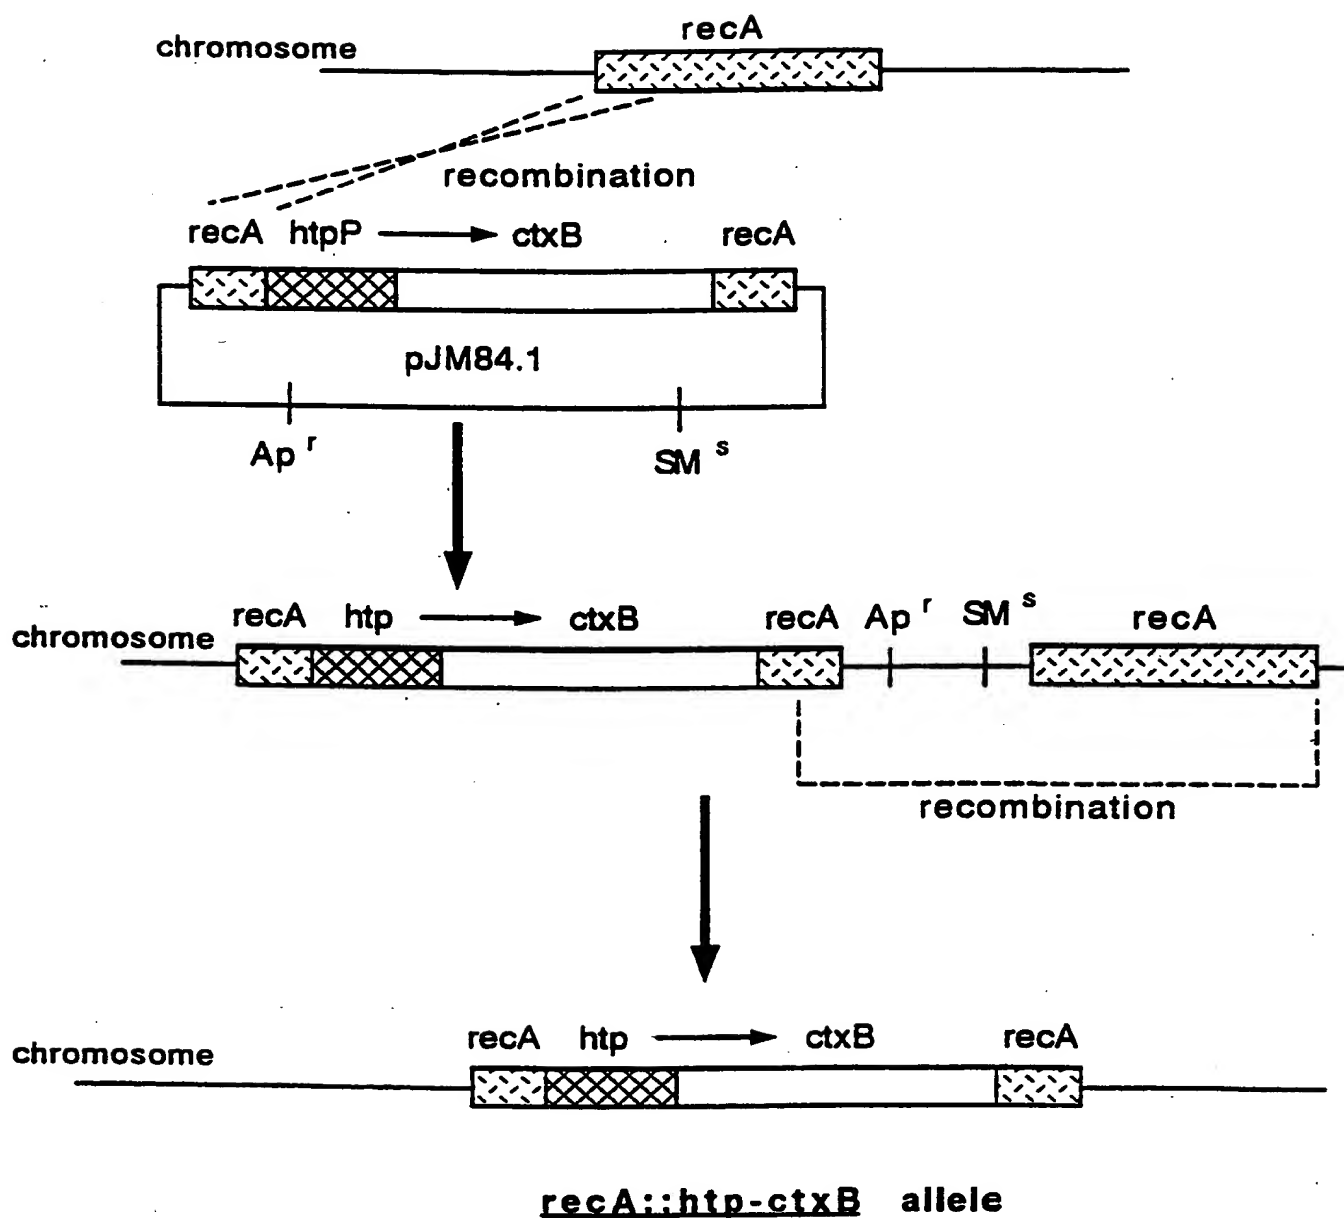 recA
chromosome
recombination
recA htpP ctxB recA
pJM84.1
Ap r SM s
recA htp ctxB recA Ap r SM s recA
chromosome
recombination
recA htp ctxB recA
chromosome
recA::htp-ctxB allele